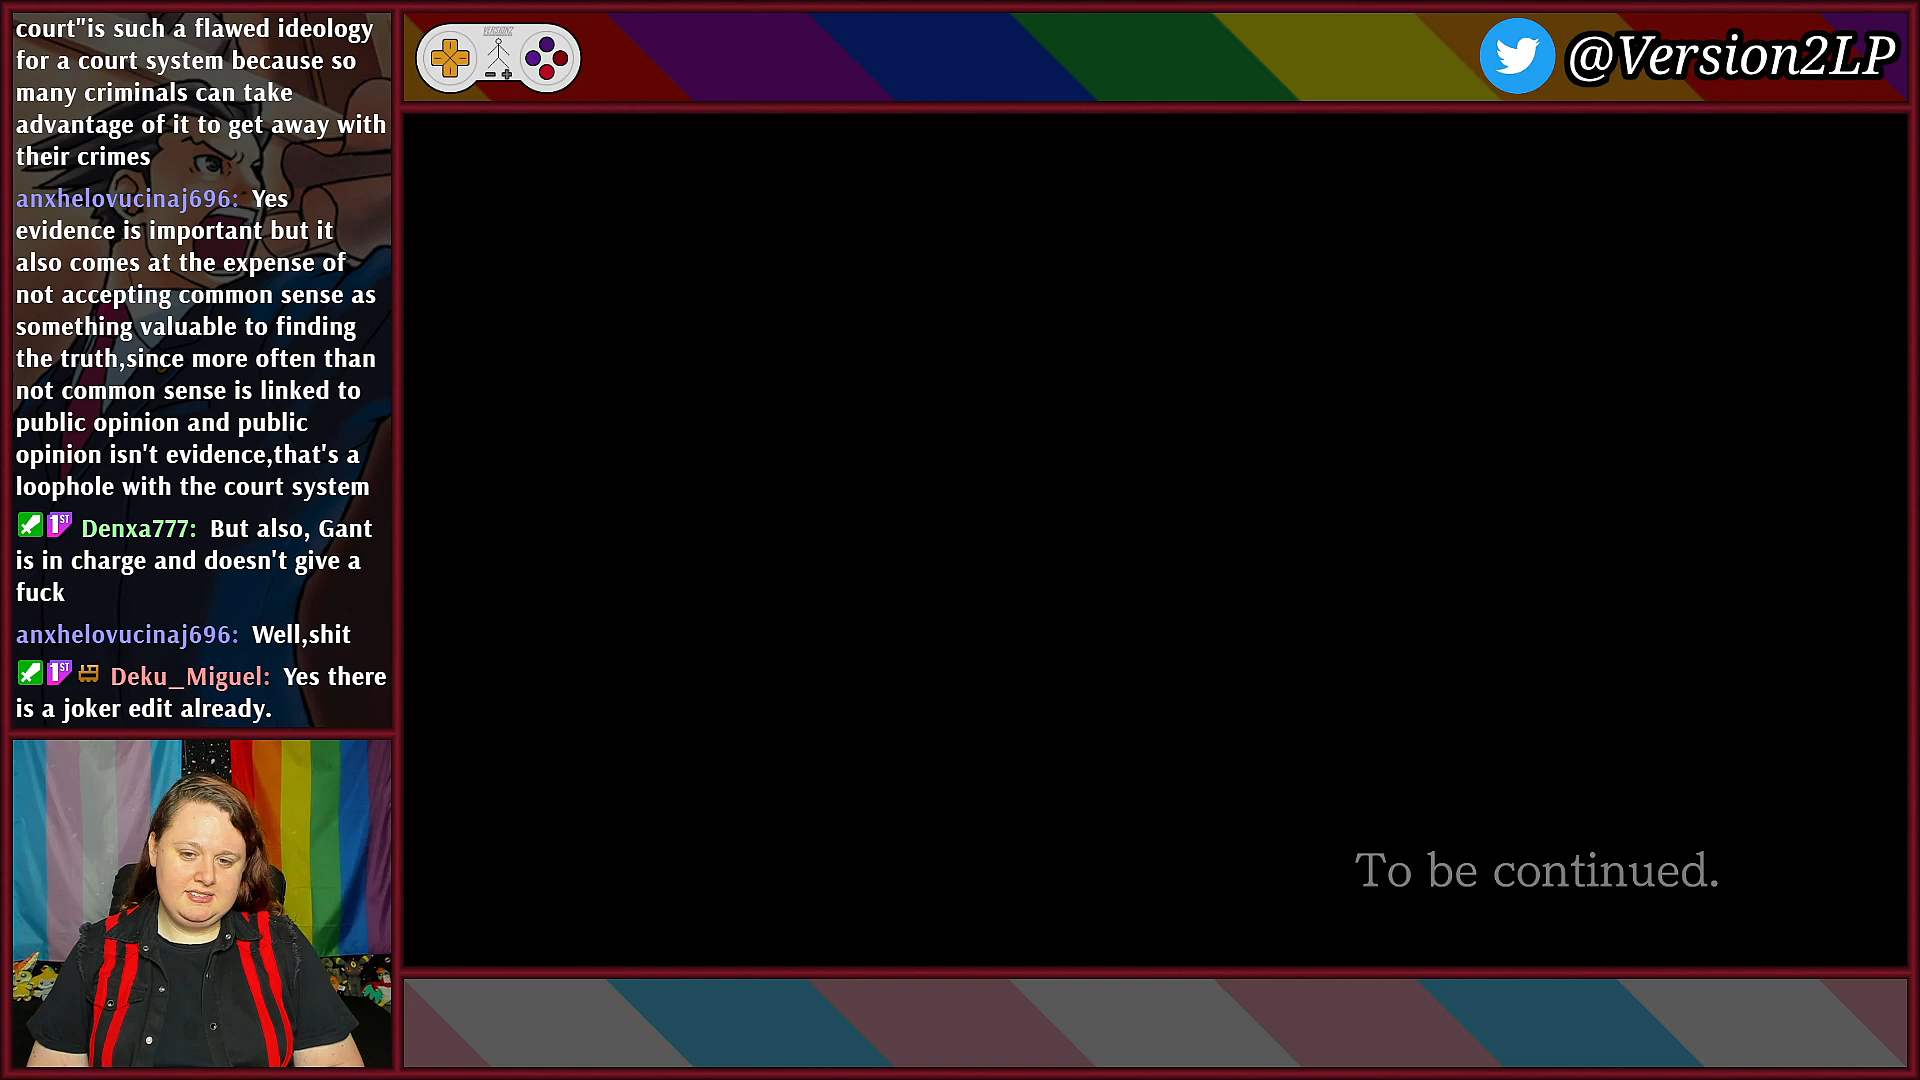 court"is such a flawed ideology
for a court system because so
many criminals can take
advantage of it to get away with
their crimes
anxhelovucinaj696: Yes
evidence is important but it
also comes at the expense of
not accepting common sense as
something valuable to finding
the truth,since more often than
not common sense is linked to
public opinion and public
opinion isn't evidence,that's a
loophole with the court system
1ST Denxa777: But also, Gant
is in charge and doesn't give a
fuck
anxhelovucinaj696: Well,shit
1ST Deku_Miguel: Yes there
is a joker edit already.
VERSION2
@Version2LP
To be continued.